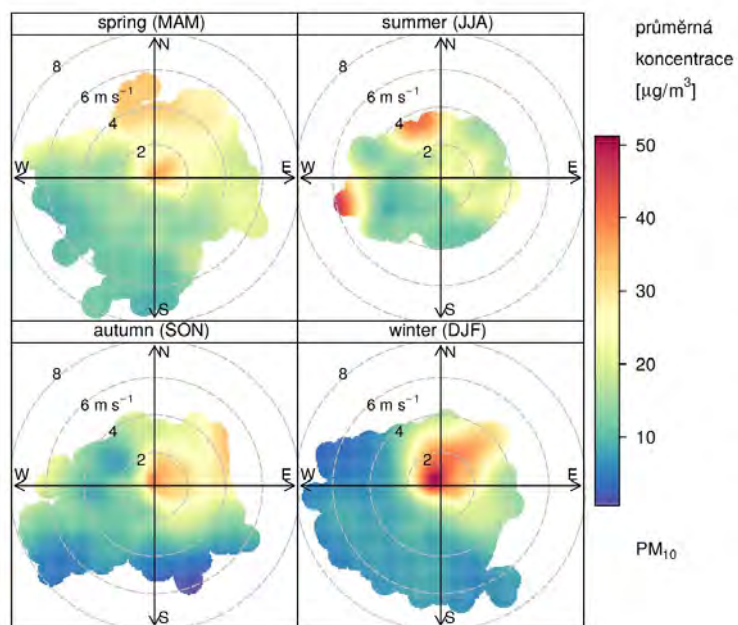 spring (MAM)
N
8
6 m s⁻¹
4
2
W
E
S
summer (JJA)
N
8
6 m s⁻¹
4
2
W
E
S
autumn (SON)
N
8
6 m s⁻¹
4
2
W
E
S
winter (DJF)
N
8
6 m s⁻¹
4
2
W
E
S
průměrná
koncentrace
[µg/m³]
50
40
30
20
10
PM₁₀